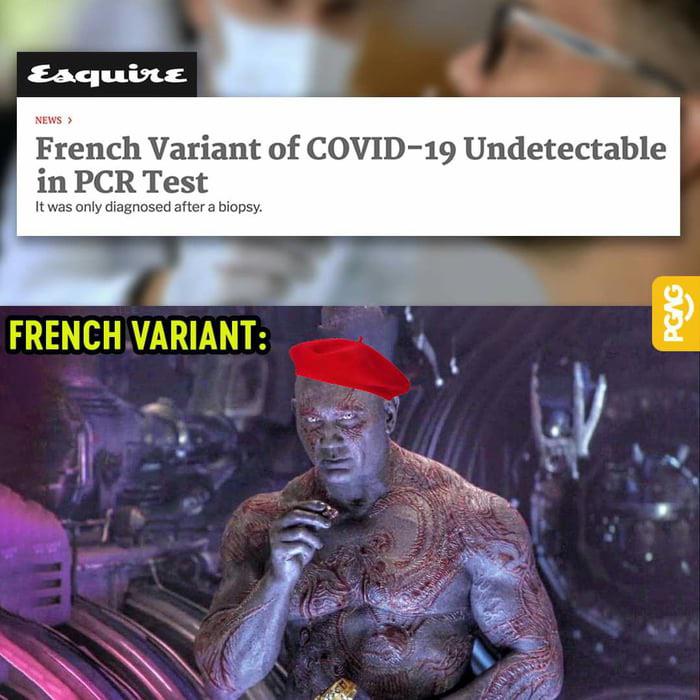 Esquire
NEWS >
French Variant of COVID-19 Undetectable
in PCR Test
It was only diagnosed after a biopsy.
PGAG
FRENCH VARIANT: